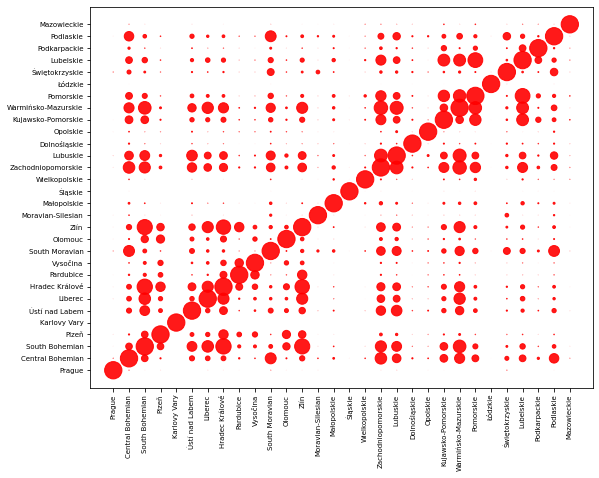 Mazowieckie
Podlaskie
Podkarpackie
Lubelskie
Świętokrzyskie
Łódzkie
Pomorskie
Warmińsko-Mazurskie
Kujawsko-Pomorskie
Opolskie
Dolnośląskie
Lubuskie
Zachodniopomorskie
Wielkopolskie
Śląskie
Małopolskie
Moravian-Silesian
Zlín
Olomouc
South Moravian
Vysočina
Pardubice
Hradec Králové
Liberec
Ústí nad Labem
Karlovy Vary
Plzeň
South Bohemian
Central Bohemian
Prague
Prague
Central Bohemian
South Bohemian
Plzeň
Karlovy Vary
Ústí nad Labem
Liberec
Hradec Králové
Pardubice
Vysočina
South Moravian
Olomouc
Zlín
Moravian-Silesian
Małopolskie
Śląskie
Wielkopolskie
Zachodniopomorskie
Lubuskie
Dolnośląskie
Opolskie
Kujawsko-Pomorskie
Warmińsko-Mazurskie
Pomorskie
Łódzkie
Świętokrzyskie
Lubelskie
Podkarpackie
Podlaskie
Mazowieckie